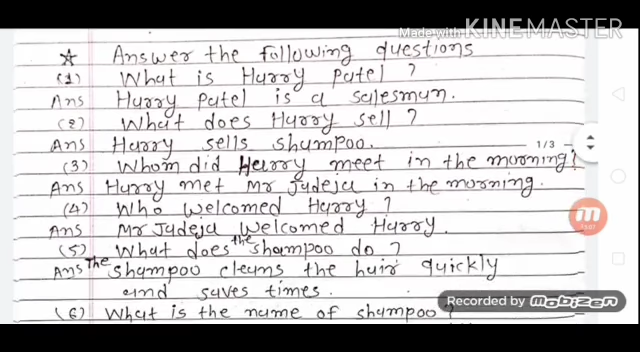 Made with KINEMASTER
☆ Answer the following questions
(1) What is Harry Patel ?
Ans Harry Patel is a salesman.
(2) What does Harry sell ?
Ans Harry sells shampoo.
1/3
(3) Whom did Harry meet in the morning?
Ans Harry met Mr Jadeja in the morning.
(4) Who welcomed Harry ?
Ans Mr Jadeja welcomed Harry.
(5) What does the shampoo do ?
Ans The shampoo cleans the hair quickly
and saves times.
Recorded by mobizen
(6) What is the name of shampoo ?